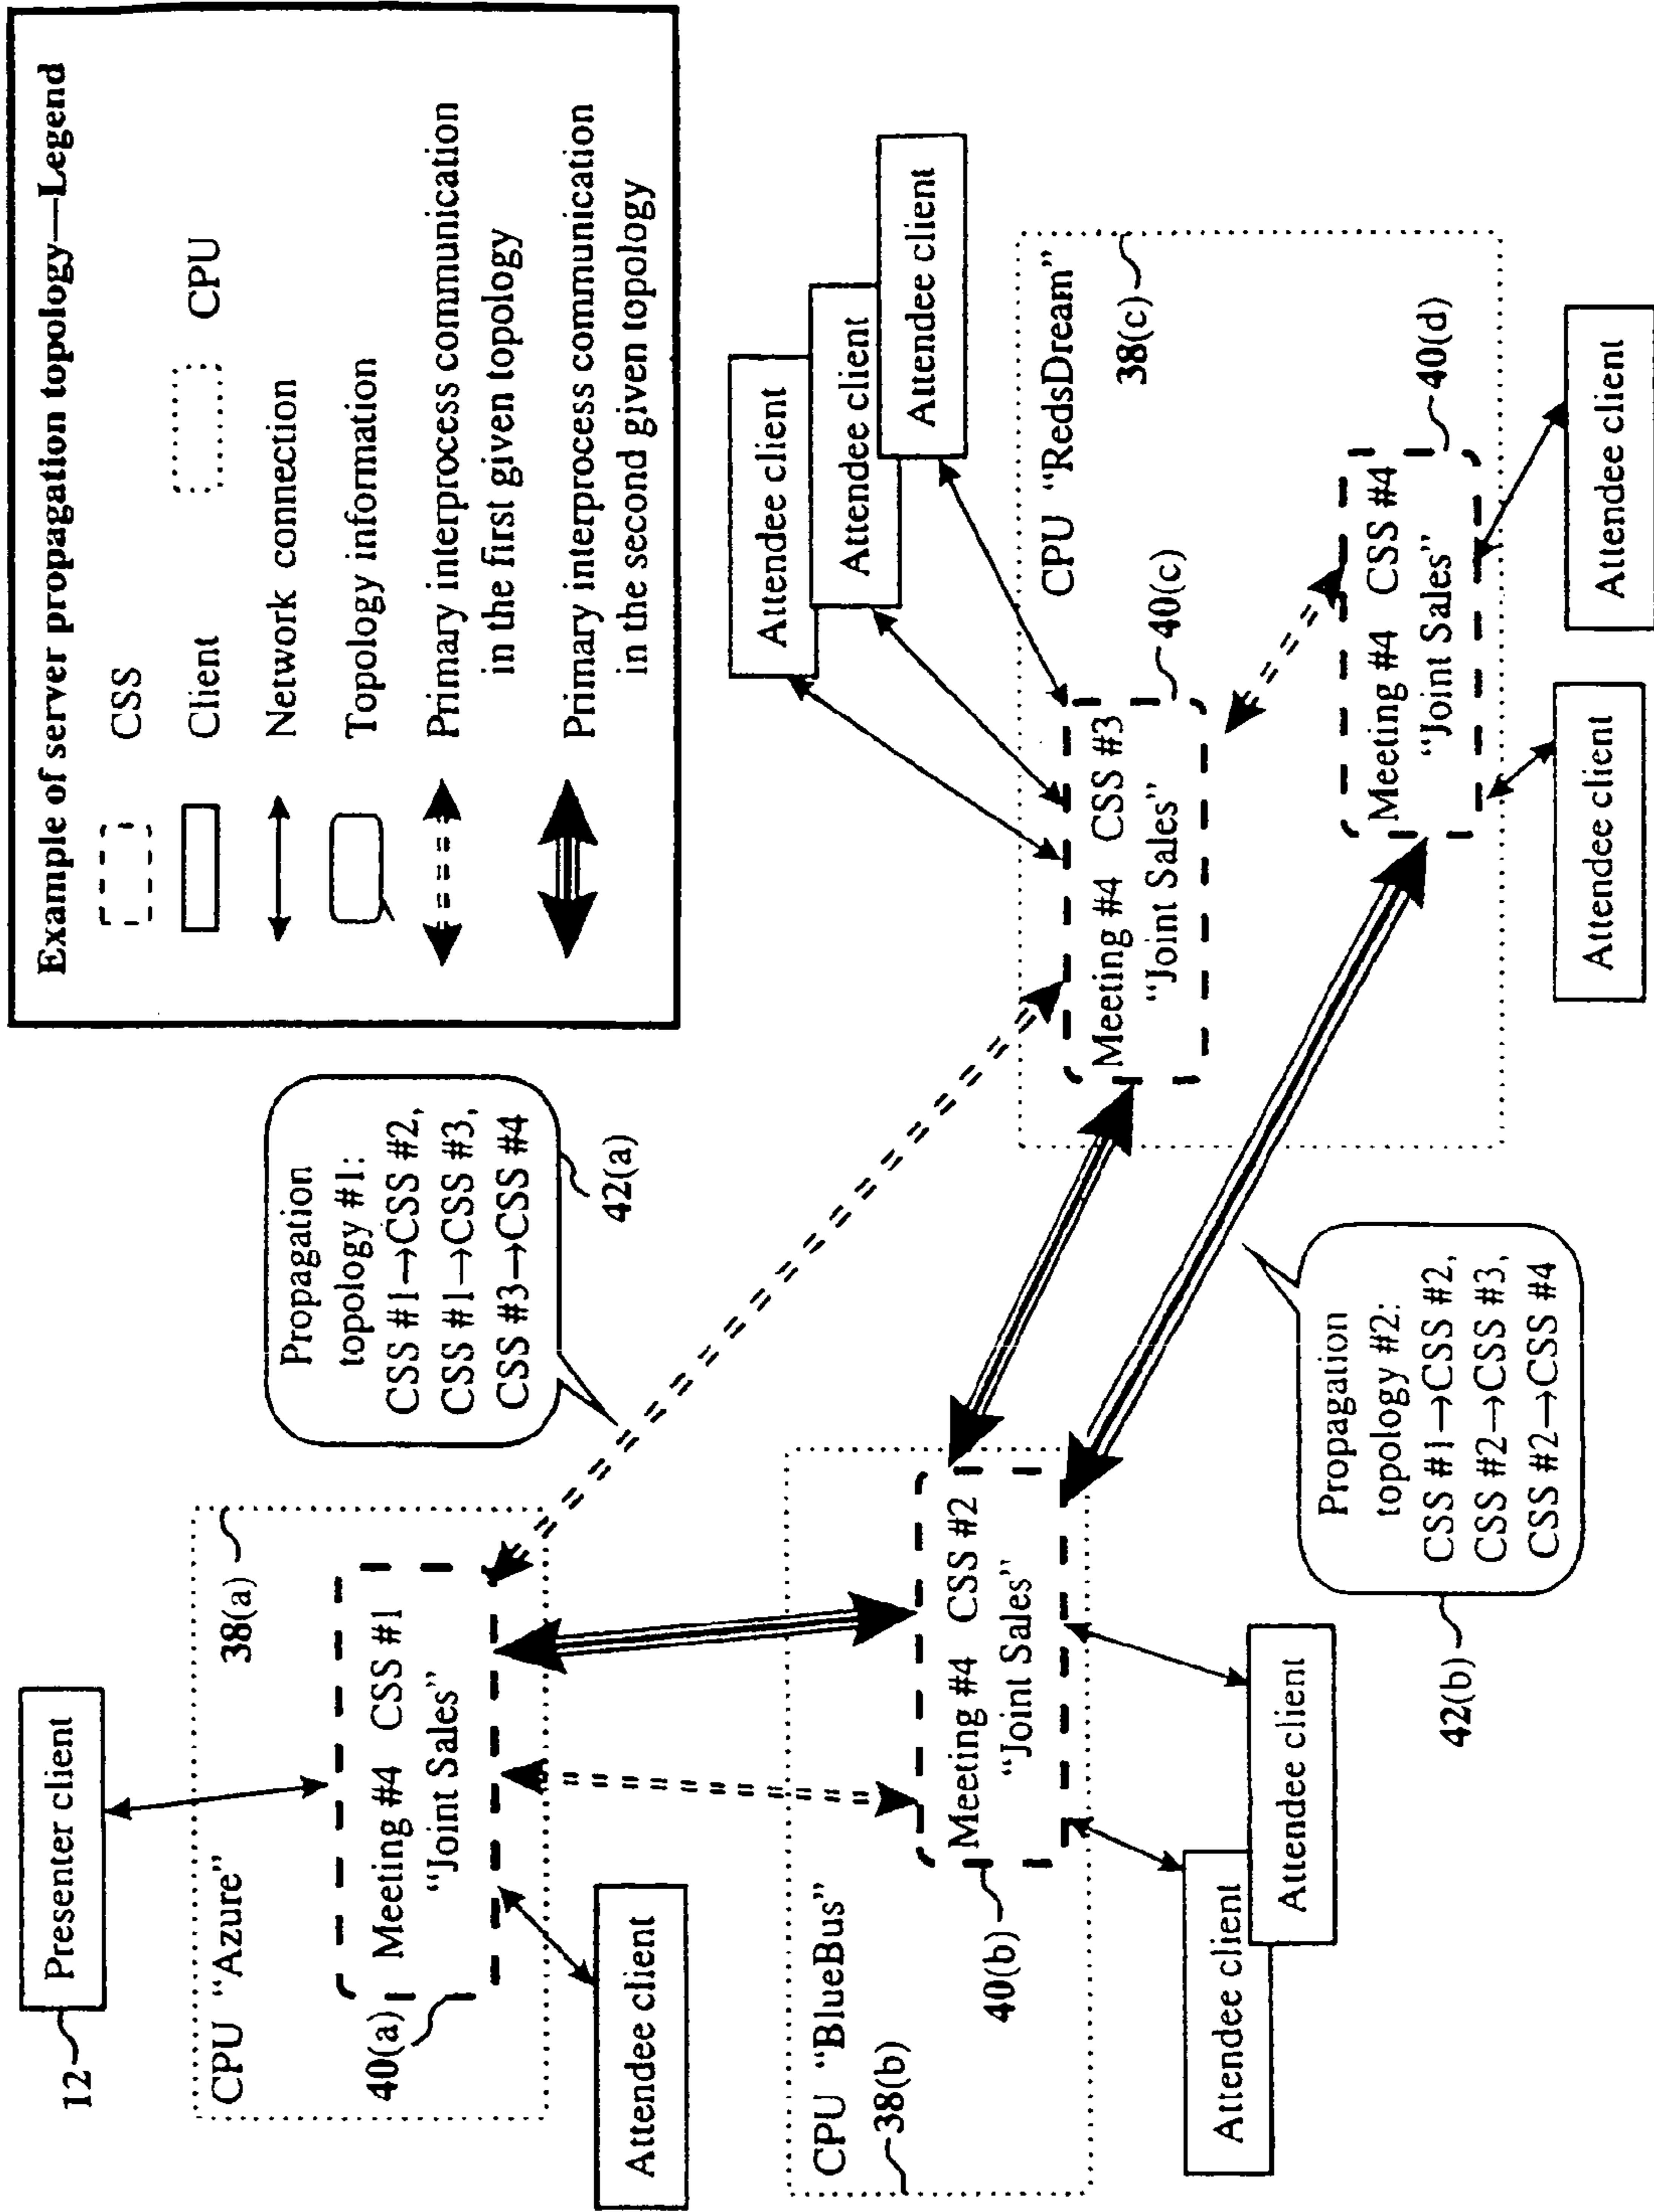 Example of server propagation topology—Legend
CSS
Client
CPU
Network connection
Topology information
Primary interprocess communication
in the first given topology
Primary interprocess communication
in the second given topology
12
Presenter client
CPU “Azure”
38(a)
Meeting #4 CSS #1
“Joint Sales”
40(a)
Attendee client
Propagation
topology #1:
CSS #1→CSS #2,
CSS #1→CSS #3,
CSS #3→CSS #4
42(a)
CPU “BlueBus”
38(b)
Meeting #4 CSS #2
“Joint Sales”
40(b)
Attendee client
Attendee client
Propagation
topology #2:
CSS #1→CSS #2,
CSS #2→CSS #3,
CSS #2→CSS #4
42(b)
Attendee client
Attendee client
Attendee client
CPU “RedsDream”
38(c)
Meeting #4 CSS #3
“Joint Sales”
40(c)
Meeting #4 CSS #4
“Joint Sales”
40(d)
Attendee client
Attendee client